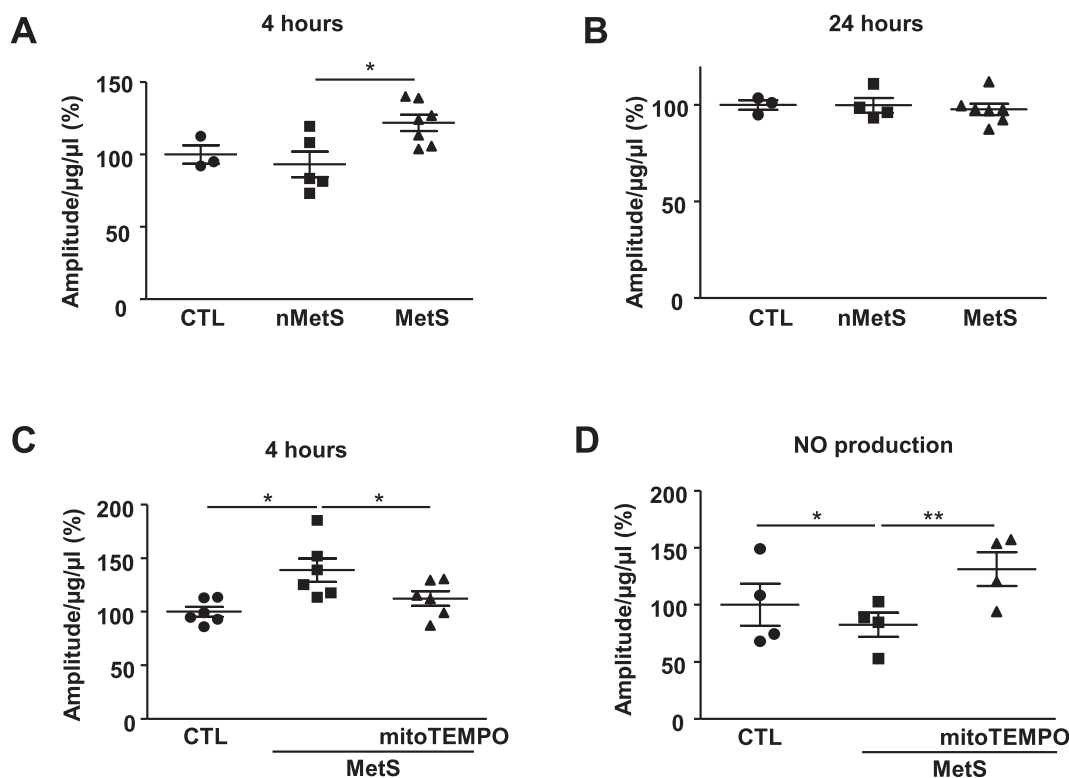 A
4 hours
*
Amplitude/µg/µl (%)
150
100
50
0
CTL nMetS MetS
B
24 hours
Amplitude/µg/µl (%)
100
50
0
CTL nMetS MetS
C
4 hours
* *
Amplitude/µg/µl (%)
200
150
100
50
0
CTL mitoTEMPO
MetS
D
NO production
* **
Amplitude/µg/µl (%)
200
150
100
50
0
CTL mitoTEMPO
MetS